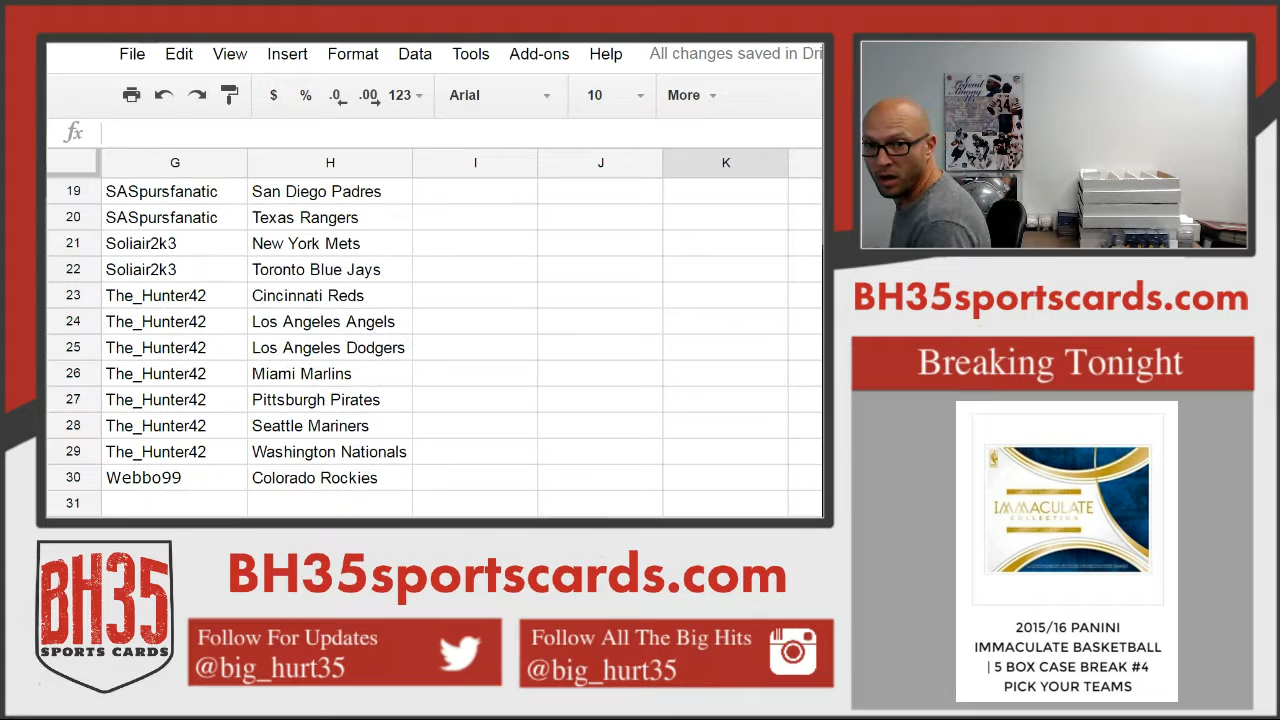 File Edit View Insert Format Data Tools Add-ons Help All changes saved in Dri
$ % .0 .00 123 Arial 10 More
fx
G H I J K
19 SASpursfanatic San Diego Padres
20 SASpursfanatic Texas Rangers
21 Soliair2k3 New York Mets
22 Soliair2k3 Toronto Blue Jays
23 The_Hunter42 Cincinnati Reds
24 The_Hunter42 Los Angeles Angels
25 The_Hunter42 Los Angeles Dodgers
26 The_Hunter42 Miami Marlins
27 The_Hunter42 Pittsburgh Pirates
28 The_Hunter42 Seattle Mariners
29 The_Hunter42 Washington Nationals
30 Webbo99 Colorado Rockies
31
Legend
Among
34
BH35sportscards.com
Breaking Tonight
IMMACULATE
COLLECTION
2015/16 PANINI
IMMACULATE BASKETBALL
| 5 BOX CASE BREAK #4
PICK YOUR TEAMS
BH35
SPORTS CARDS
BH35sportscards.com
Follow For Updates
@big_hurt35
Follow All The Big Hits
@big_hurt35